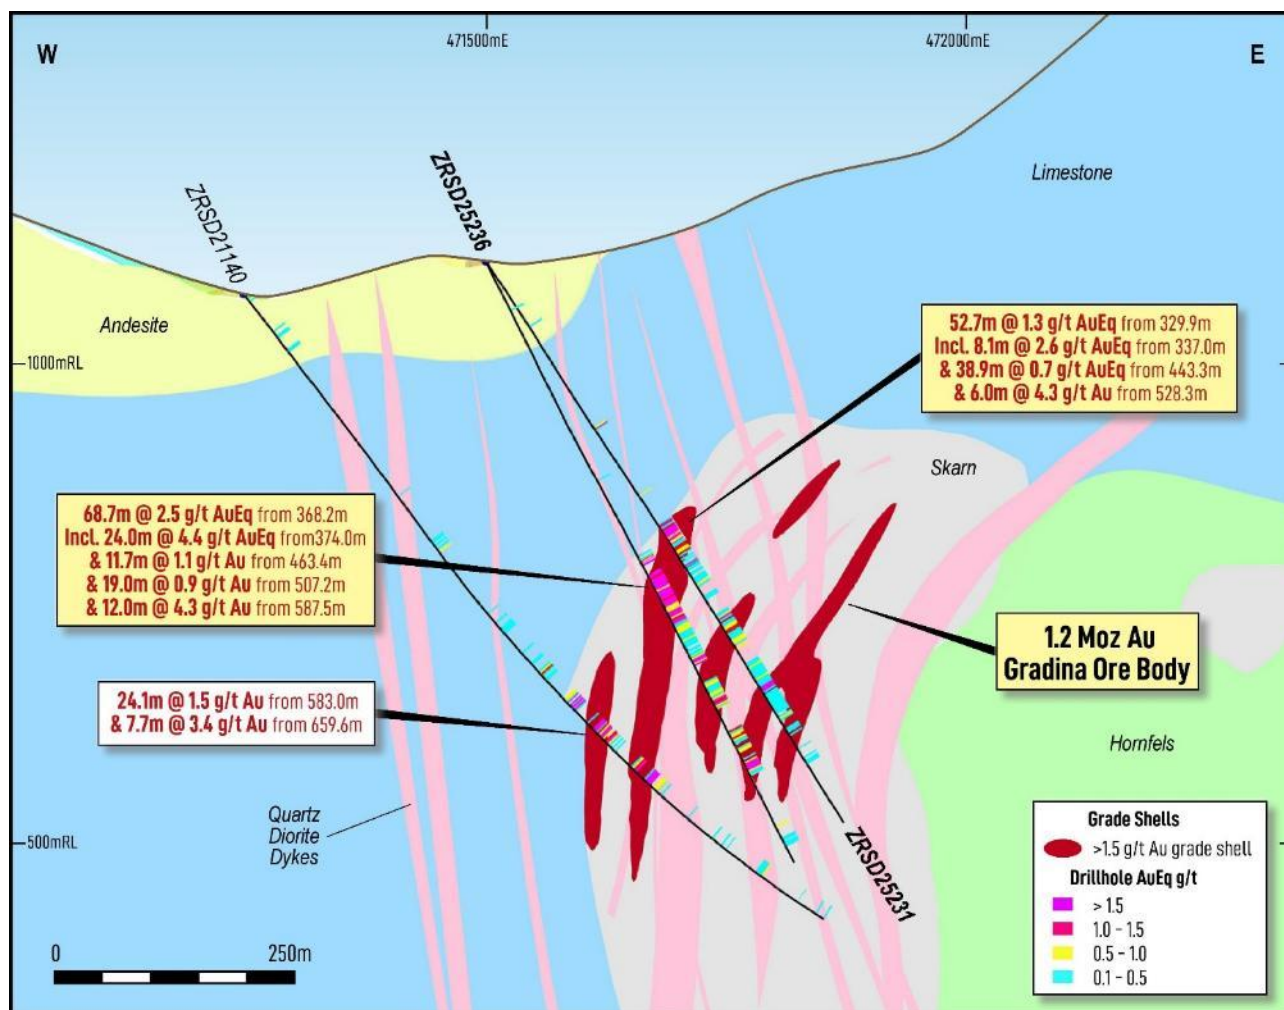 W
471500mE
472000mE
E
ZRSD21140
ZRSD25236
Limestone
Andesite
1000mRL
52.7m @ 1.3 g/t AuEq from 329.9m
Incl. 8.1m @ 2.6 g/t AuEq from 337.0m
& 38.9m @ 0.7 g/t AuEq from 443.3m
& 6.0m @ 4.3 g/t Au from 528.3m
Skarn
68.7m @ 2.5 g/t AuEq from 368.2m
Incl. 24.0m @ 4.4 g/t AuEq from374.0m
& 11.7m @ 1.1 g/t Au from 463.4m
& 19.0m @ 0.9 g/t Au from 507.2m
& 12.0m @ 4.3 g/t Au from 587.5m
1.2 Moz Au
Gradina Ore Body
24.1m @ 1.5 g/t Au from 583.0m
& 7.7m @ 3.4 g/t Au from 659.6m
Hornfels
Quartz
Diorite
Dykes
500mRL
ZRSD25231
Grade Shells
>1.5 g/t Au grade shell
Drillhole AuEq g/t
> 1.5
1.0 - 1.5
0.5 - 1.0
0.1 - 0.5
0
250m